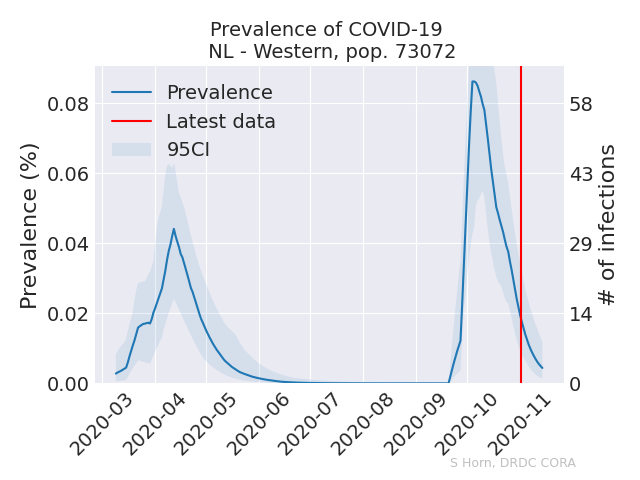 Prevalence of COVID-19
NL - Western, pop. 73072
Prevalence
Latest data
95CI
Prevalence (%)
0.08
0.06
0.04
0.02
0.00
58
43
29
14
0
# of infections
2020-03
2020-04
2020-05
2020-06
2020-07
2020-08
2020-09
2020-10
2020-11
S Horn, DRDC CORA